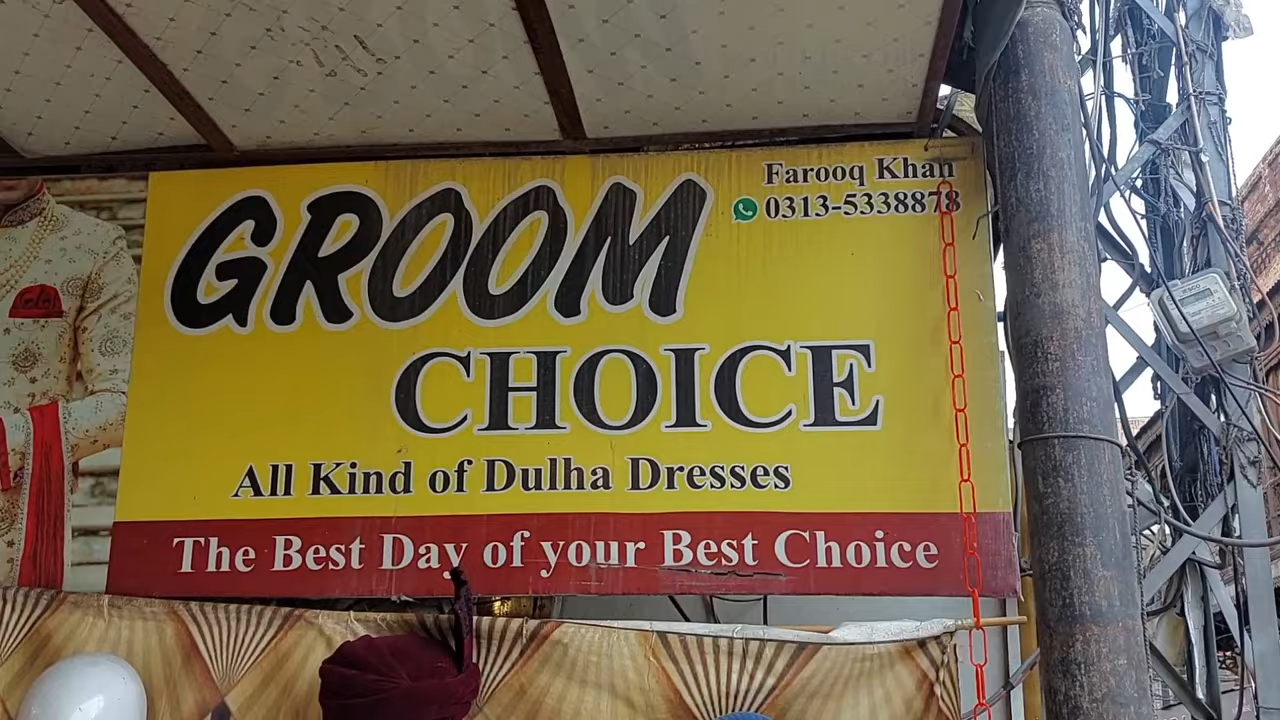 Farooq Khan
0313-5338878
GROOM
CHOICE
All Kind of Dulha Dresses
The Best Day of your Best Choice